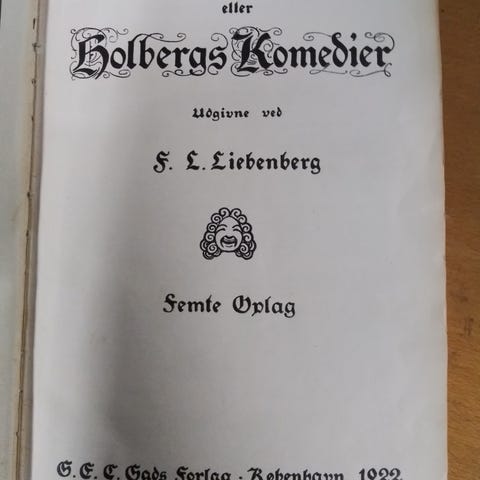 eller
Holbergs Komedier
Udgivne ved
F. L. Liebenberg
Femte Oplag
G. E. C. Gads Forlag · København 1922